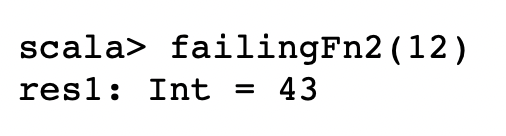 scala> failingFn2(12)
res1: Int = 43